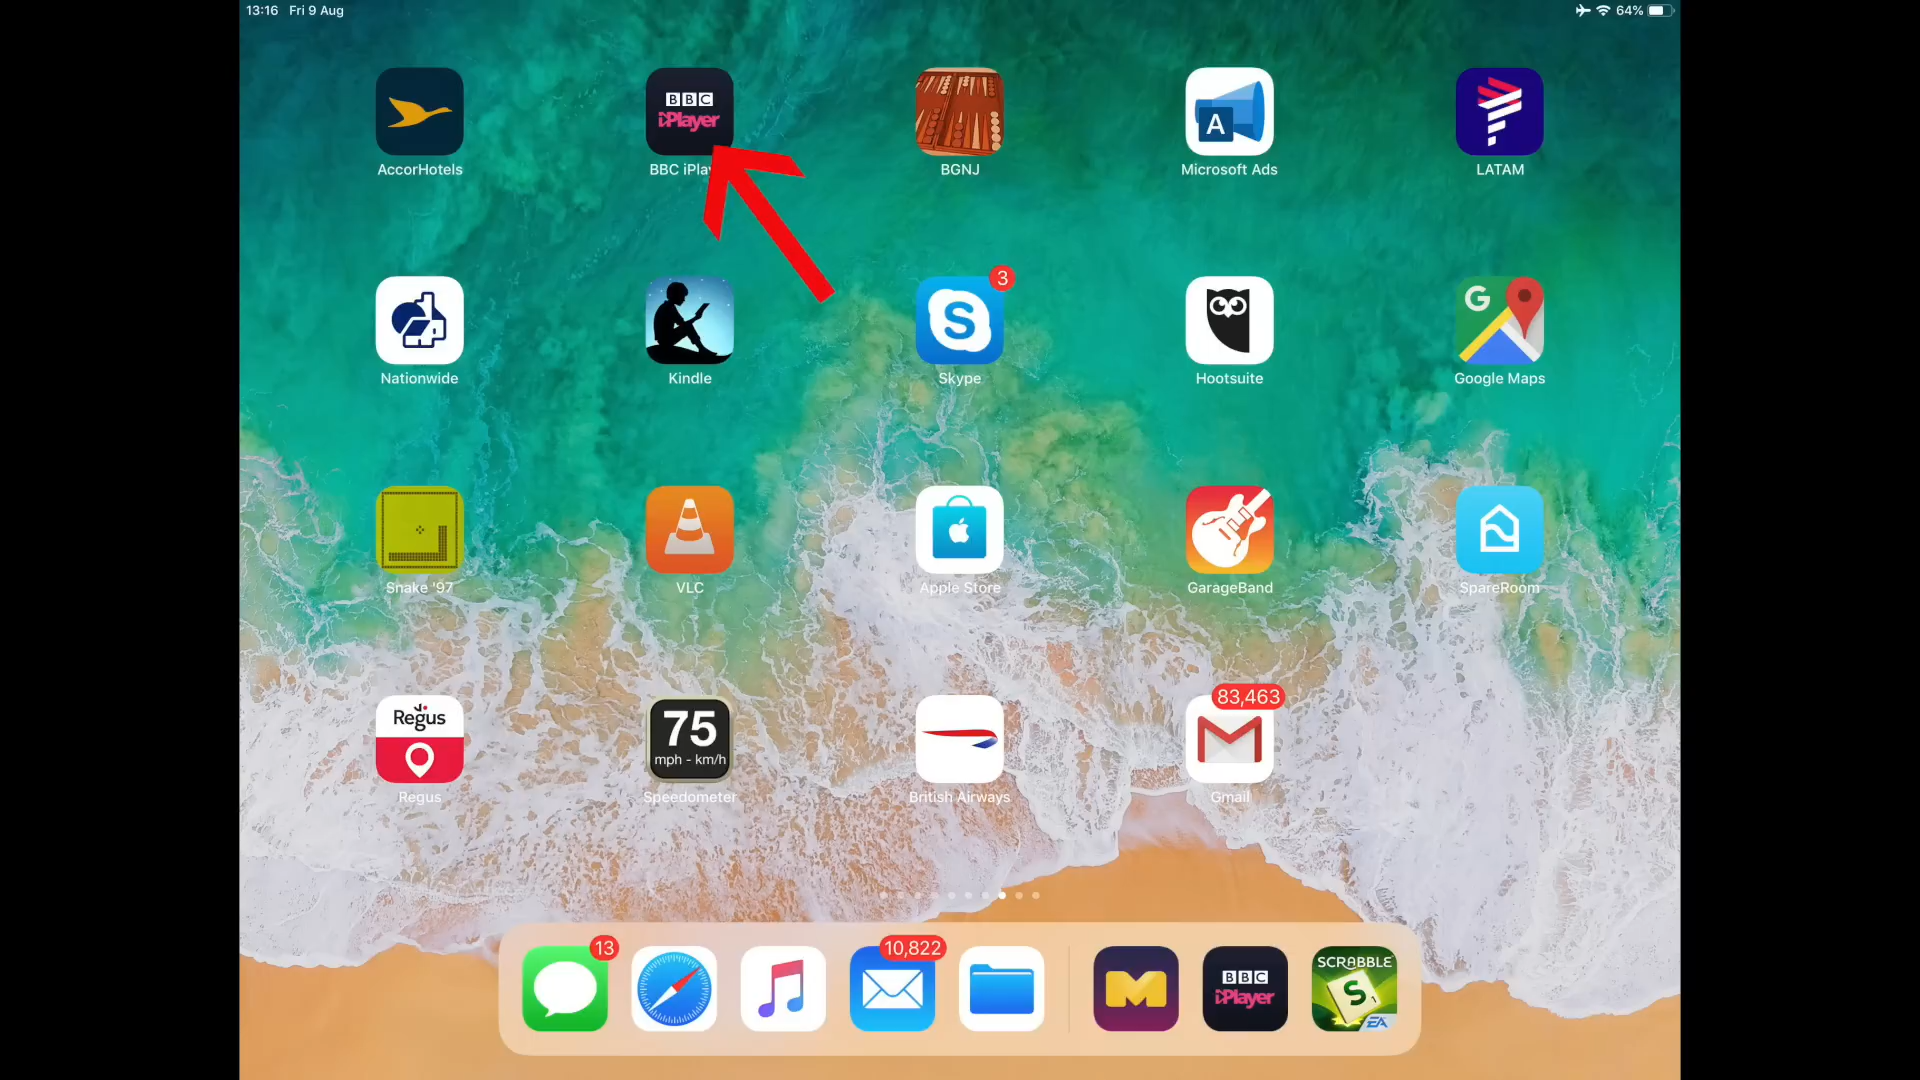 13:16 Fri 9 Aug
64%
BBC
iPlayer
AccorHotels
BBC iPla
BGNJ
A
Microsoft Ads
LATAM
3
S
G
Nationwide
Kindle
Skype
Hootsuite
Google Maps
Snake '97
VLC
Apple Store
GarageBand
SpareRoom
83,463
Regus
75
mph - km/h
Regus
Speedometer
British Airways
Gmail
13
10,822
BBC
iPlayer
SCRABBLE
S
EA